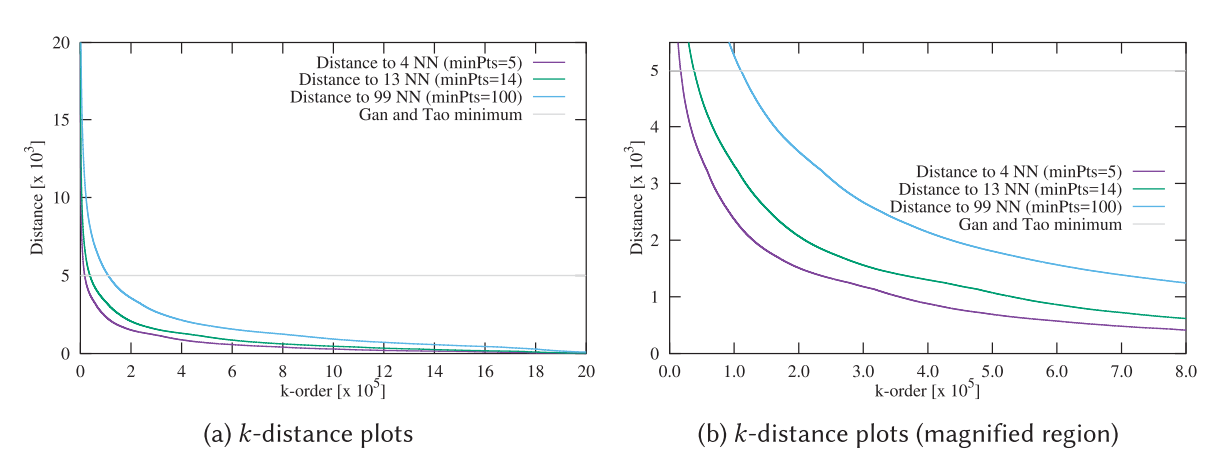 20
15
10
5
0
Distance [x 10^3]
Distance to 4 NN (minPts=5)
Distance to 13 NN (minPts=14)
Distance to 99 NN (minPts=100)
Gan and Tao minimum
0 2 4 6 8 10 12 14 16 18 20
k-order [x 10^5]
(a) k-distance plots
5
4
3
2
1
0
Distance [x 10^3]
Distance to 4 NN (minPts=5)
Distance to 13 NN (minPts=14)
Distance to 99 NN (minPts=100)
Gan and Tao minimum
0.0 1.0 2.0 3.0 4.0 5.0 6.0 7.0 8.0
k-order [x 10^5]
(b) k-distance plots (magnified region)